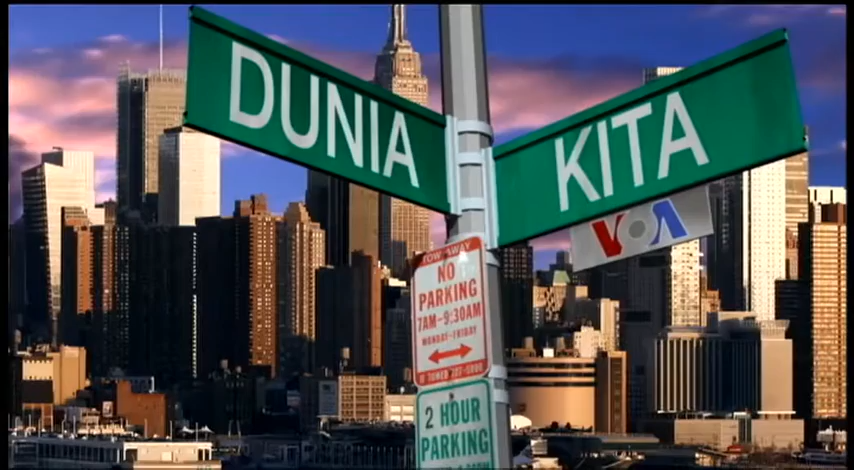 DUNIA
KITA
VOA
TOW AWAY
NO
PARKING
7AM-9:30AM
MONDAY-FRIDAY
2 HOUR
PARKING